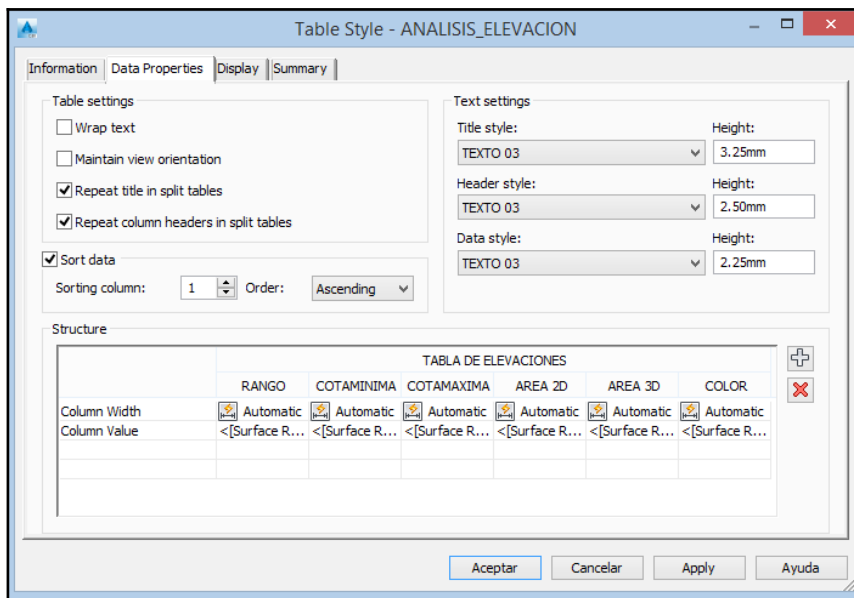 Table Style - ANALISIS_ELEVACION
Information Data Properties Display Summary
Table settings
Wrap text
Maintain view orientation
Repeat title in split tables
Repeat column headers in split tables
Sort data
Sorting column: 1 Order: Ascending
Text settings
Title style: Height:
TEXTO 03 3.25mm
Header style: Height:
TEXTO 03 2.50mm
Data style: Height:
TEXTO 03 2.25mm
Structure
TABLA DE ELEVACIONES
RANGO COTAMINIMA COTAMAXIMA AREA 2D AREA 3D COLOR
Column Width Automatic Automatic Automatic Automatic Automatic Automatic
Column Value <[Surface R... <[Surface R... <[Surface R... <[Surface R... <[Surface R... <[Surface R...
Aceptar Cancelar Apply Ayuda